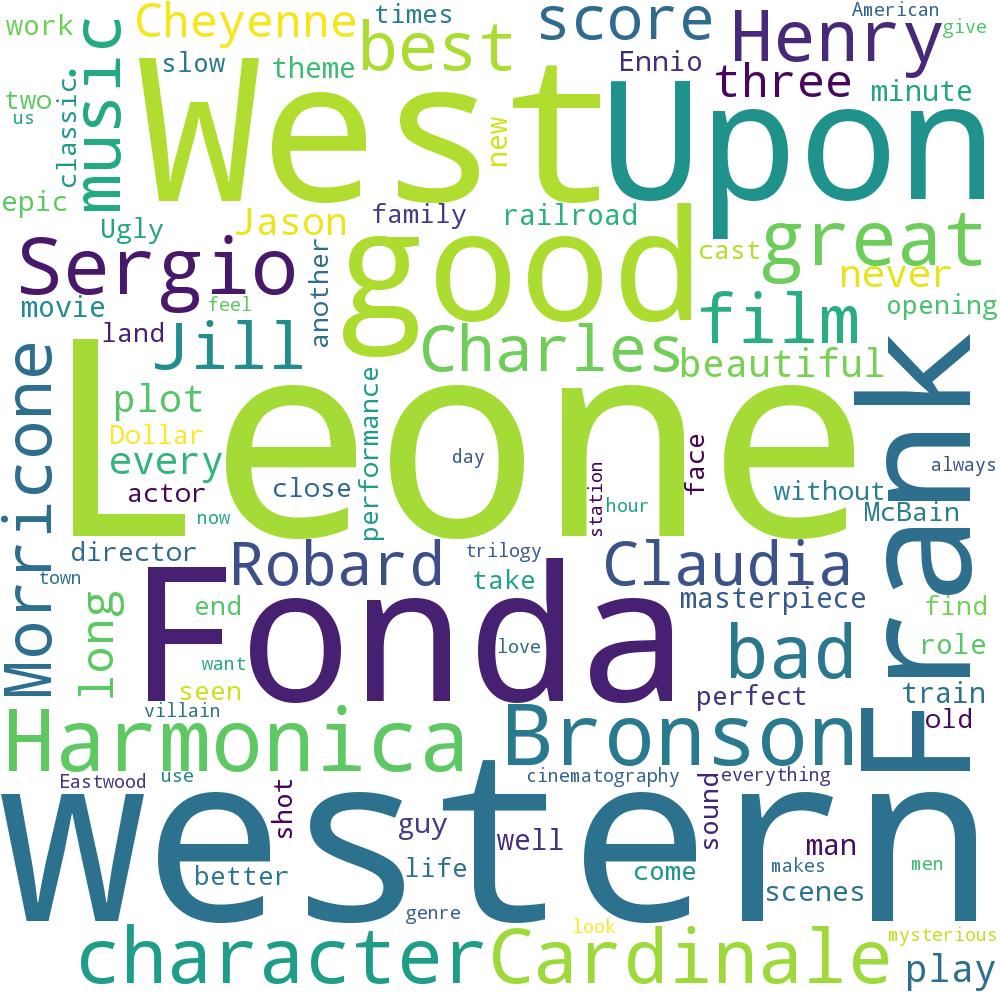 work
Cheyenne
times
best
score
Henry
American
give
music
slow
theme
Ennio
three
minute
two
us
classic
West
new
Upon
epic
Ugly
Jason
family
railroad
good
cast
great
Sergio
another
never
movie
feel
film
opening
land
Jill
Charles
beautiful
Morricone
plot
Leone
performance
Frank
Dollar
every
day
face
always
actor
close
station
hour
without
McBain
now
director
Robard
trilogy
Claudia
town
take
masterpiece
long
end
Fonda
love
bad
find
role
want
seen
perfect
train
villain
Harmonica
Bronson
old
Eastwood
use
cinematography
everything
shot
Western
guy
well
sound
man
better
life
come
makes
men
scenes
genre
character
look
Cardinale
mysterious
play